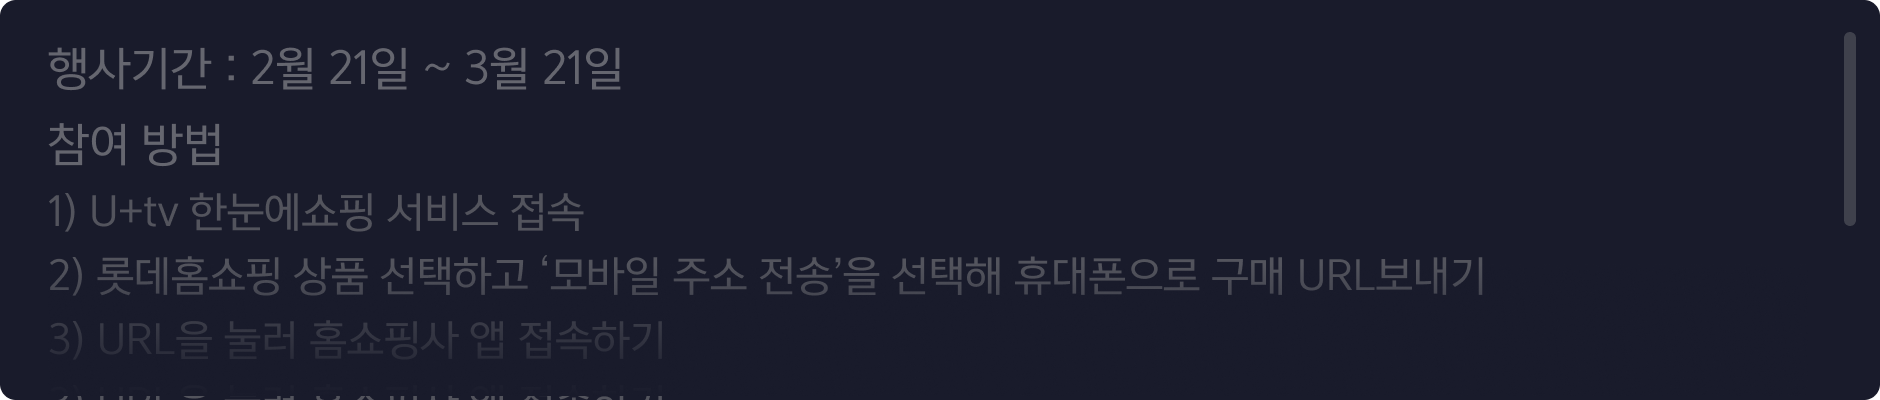 행사기간 : 2월 21일 ~ 3월 21일
참여 방법
1) U+tv 한눈에쇼핑 서비스 접속
2) 롯데홈쇼핑 상품 선택하고 ‘모바일 주소 전송’을 선택해 휴대폰으로 구매 URL보내기
3) URL을 눌러 홈쇼핑사 앱 접속하기